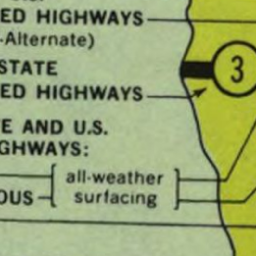 ED HIGHWAYS
-Alternate)
STATE
3
ED HIGHWAYS
E AND U.S.
GHWAYS:
all-weather
OUS
surfacing